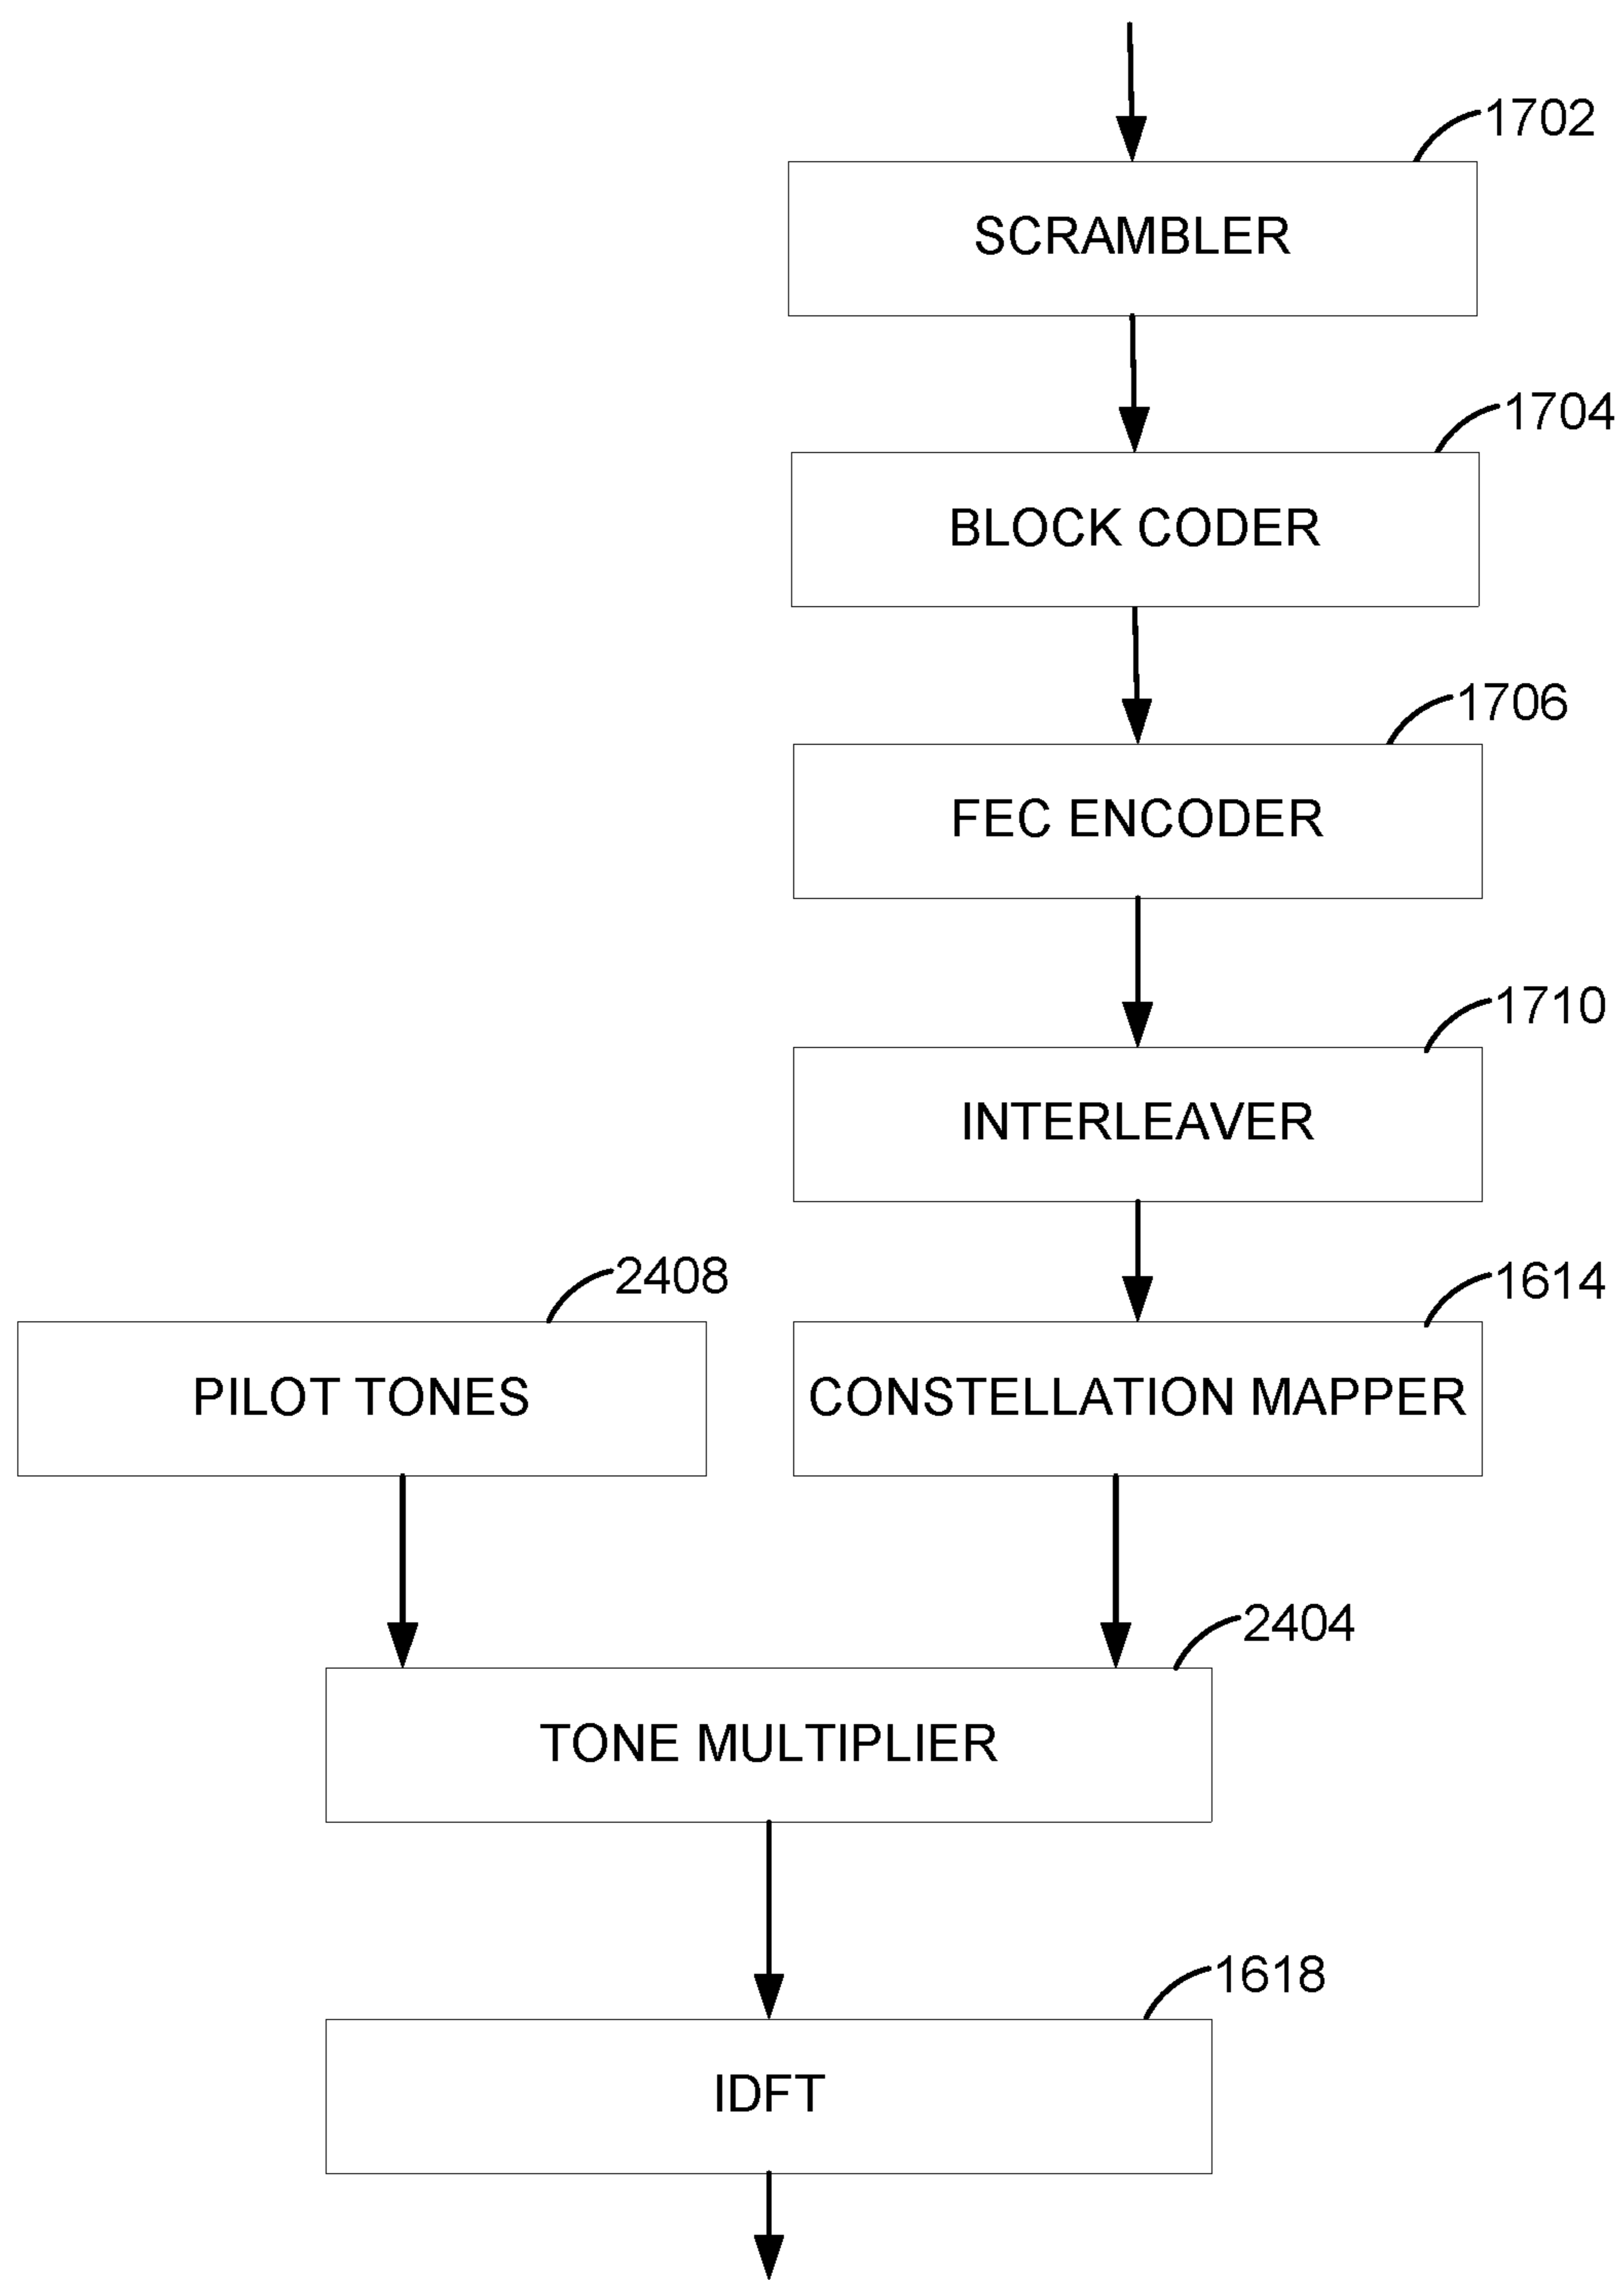 1702
SCRAMBLER
1704
BLOCK CODER
1706
FEC ENCODER
1710
INTERLEAVER
2408
1614
PILOT TONES
CONSTELLATION MAPPER
2404
TONE MULTIPLIER
1618
IDFT